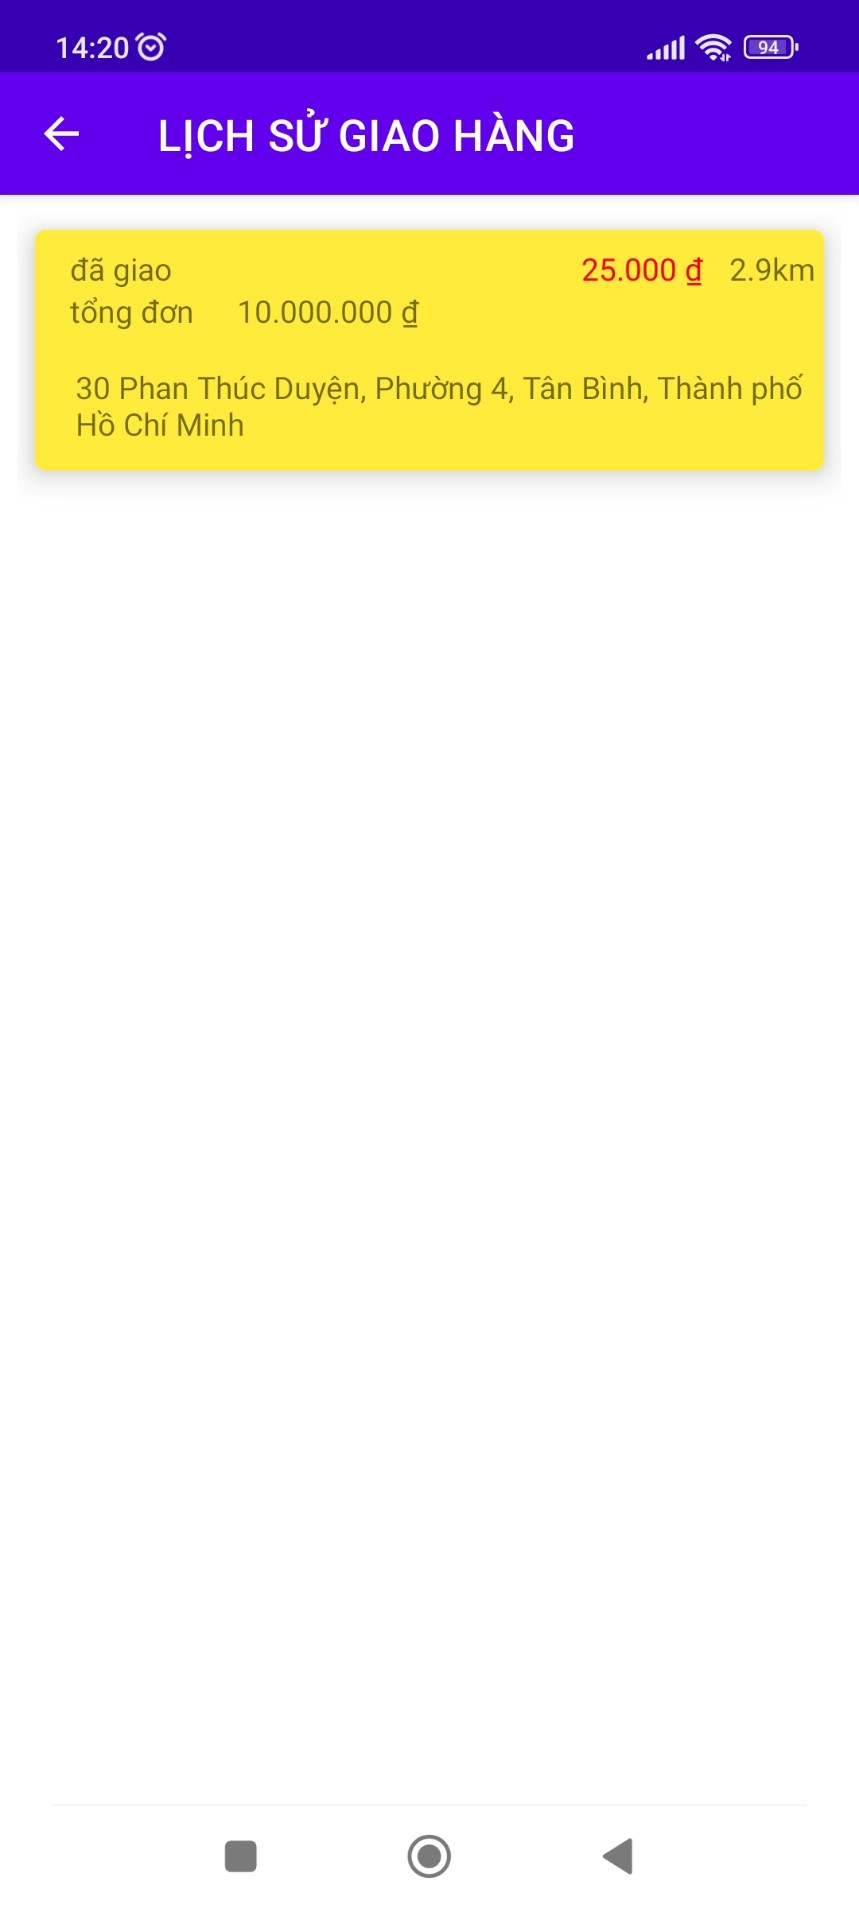 14:20 94
LỊCH SỬ GIAO HÀNG
đã giao 25.000 ₫ 2.9km
tổng đơn 10.000.000 ₫
30 Phan Thúc Duyện, Phường 4, Tân Bình, Thành phố
Hồ Chí Minh